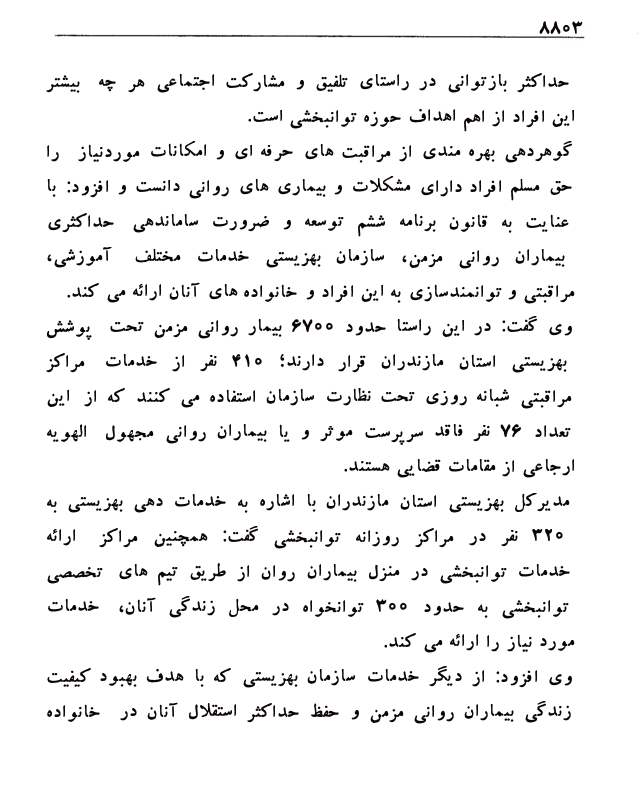 ۸۸۰۳
حداکثر بازتوانی در راستای تلفیق و مشارکت اجتماعی هر چه بیشتر
این افراد از اهم اهداف حوزه توانبخشی است.
گوهردهی بهره مندی از مراقبت های حرفه ای و امکانات موردنیاز را
حق مسلم افراد دارای مشکلات و بیماری های روانی دانست و افزود: با
عنایت به قانون برنامه ششم توسعه و ضرورت ساماندهی حداکثری
بیماران روانی مزمن، سازمان بهزیستی خدمات مختلف آموزشی،
مراقبتی و توانمندسازی به این افراد و خانواده های آنان ارائه می کند.
وی گفت: در این راستا حدود ۶۷۰۰ بیمار روانی مزمن تحت پوشش
بهزیستی استان مازندران قرار دارند؛ ۴۱۰ نفر از خدمات مراکز
مراقبتی شبانه روزی تحت نظارت سازمان استفاده می کنند که از این
تعداد ۷۶ نفر فاقد سرپرست موثر و یا بیماران روانی مجهول الهویه
ارجاعی از مقامات قضایی هستند.
مدیرکل بهزیستی استان مازندران با اشاره به خدمات دهی بهزیستی به
۳۲۰ نفر در مراکز روزانه توانبخشی گفت: همچنین مراکز ارائه
خدمات توانبخشی در منزل بیماران روان از طریق تیم های تخصصی
توانبخشی به حدود ۳۰۰ توانخواه در محل زندگی آنان، خدمات
مورد نیاز را ارائه می کند.
وی افزود: از دیگر خدمات سازمان بهزیستی که با هدف بهبود کیفیت
زندگی بیماران روانی مزمن و حفظ حداکثر استقلال آنان در خانواده